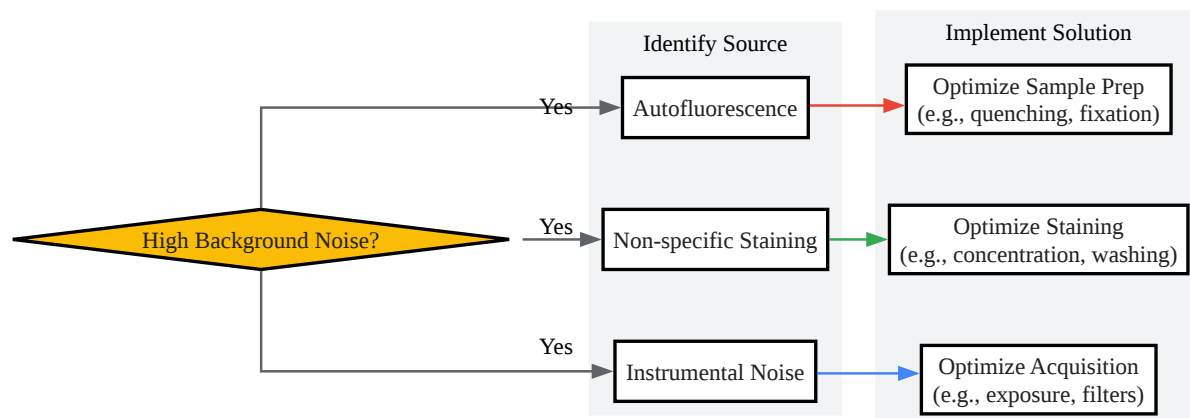 Identify Source
Implement Solution
Yes
Autofluorescence
Optimize Sample Prep
(e.g., quenching, fixation)
High Background Noise?
Yes
Non-specific Staining
Optimize Staining
(e.g., concentration, washing)
Yes
Instrumental Noise
Optimize Acquisition
(e.g., exposure, filters)